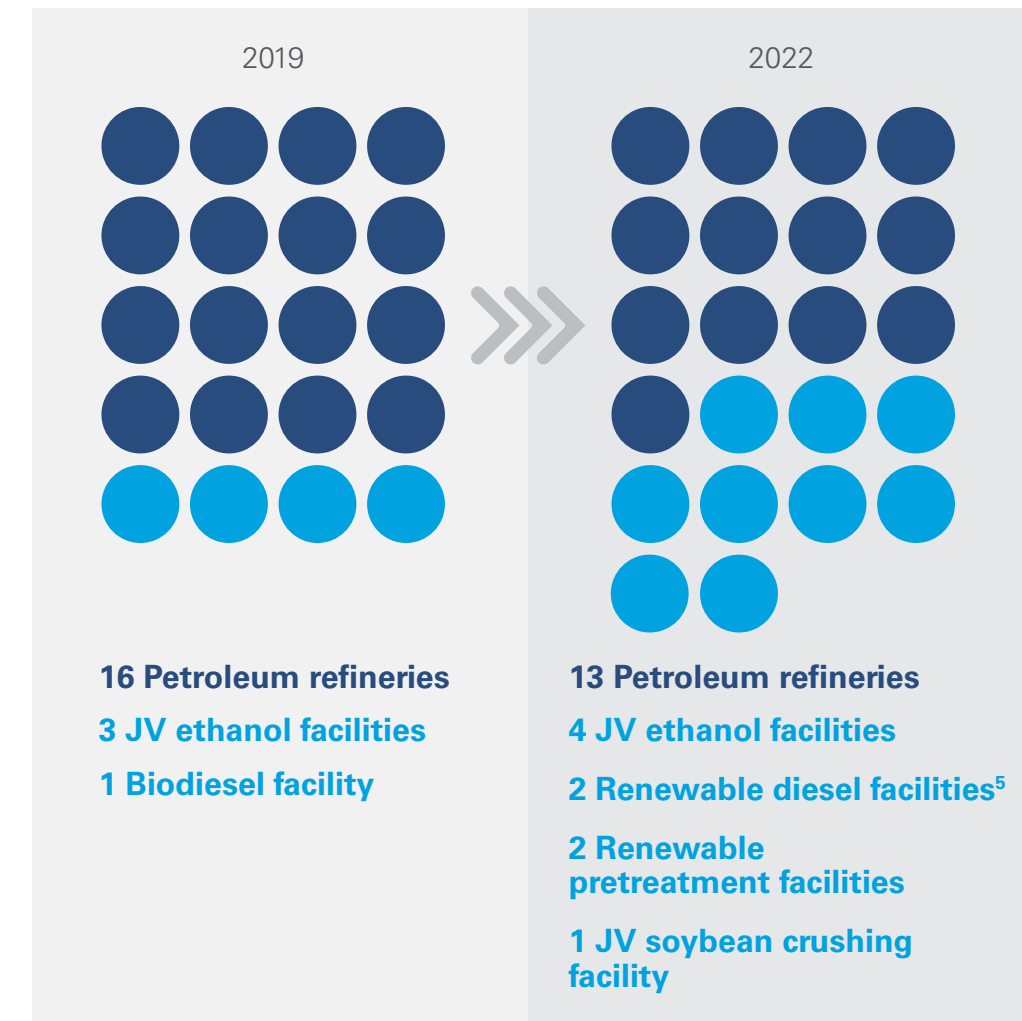 2019
16 Petroleum refineries
3 JV ethanol facilities
1 Biodiesel facility
2022
13 Petroleum refineries
4 JV ethanol facilities
2 Renewable diesel facilities⁵
2 Renewable
pretreatment facilities
1 JV soybean crushing
facility